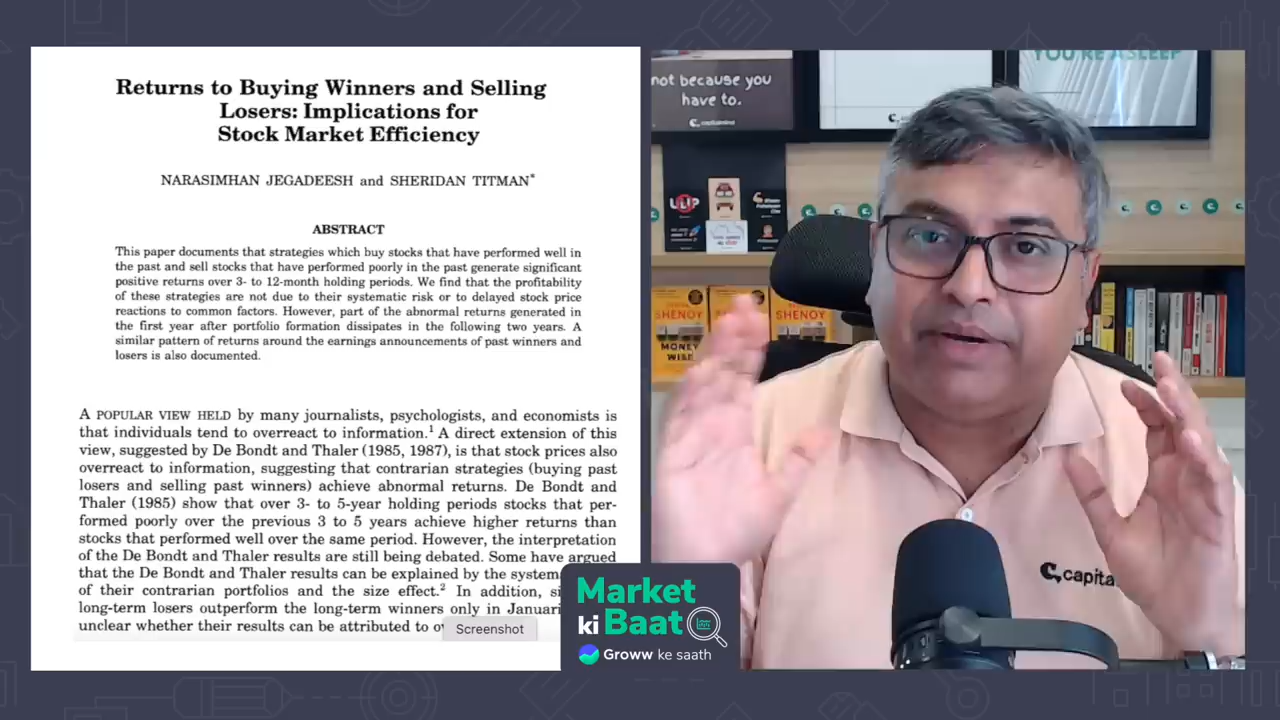 Returns to Buying Winners and Selling
Losers: Implications for
Stock Market Efficiency
NARASIMHAN JEGADEESH and SHERIDAN TITMAN*
ABSTRACT
This paper documents that strategies which buy stocks that have performed well in
the past and sell stocks that have performed poorly in the past generate significant
positive returns over 3- to 12-month holding periods. We find that the profitability
of these strategies are not due to their systematic risk or to delayed stock price
reactions to common factors. However, part of the abnormal returns generated in
the first year after portfolio formation dissipates in the following two years. A
similar pattern of returns around the earnings announcements of past winners and
losers is also documented.
A POPULAR VIEW HELD by many journalists, psychologists, and economists is
that individuals tend to overreact to information.1 A direct extension of this
view, suggested by De Bondt and Thaler (1985, 1987), is that stock prices also
overreact to information, suggesting that contrarian strategies (buying past
losers and selling past winners) achieve abnormal returns. De Bondt and
Thaler (1985) show that over 3- to 5-year holding periods stocks that per-
formed poorly over the previous 3 to 5 years achieve higher returns than
stocks that performed well over the same period. However, the interpretation
of the De Bondt and Thaler results are still being debated. Some have argued
that the De Bondt and Thaler results can be explained by the systema
of their contrarian portfolios and the size effect.2 In addition, si
long-term losers outperform the long-term winners only in Januari
unclear whether their results can be attributed to ov
Screenshot
Market
ki Baat
Groww ke saath
not because you
have to.
capitalmind
YOU'RE ASLEEP
ULIP
SHENOY
SHENOY
MONEY
WISE
capita